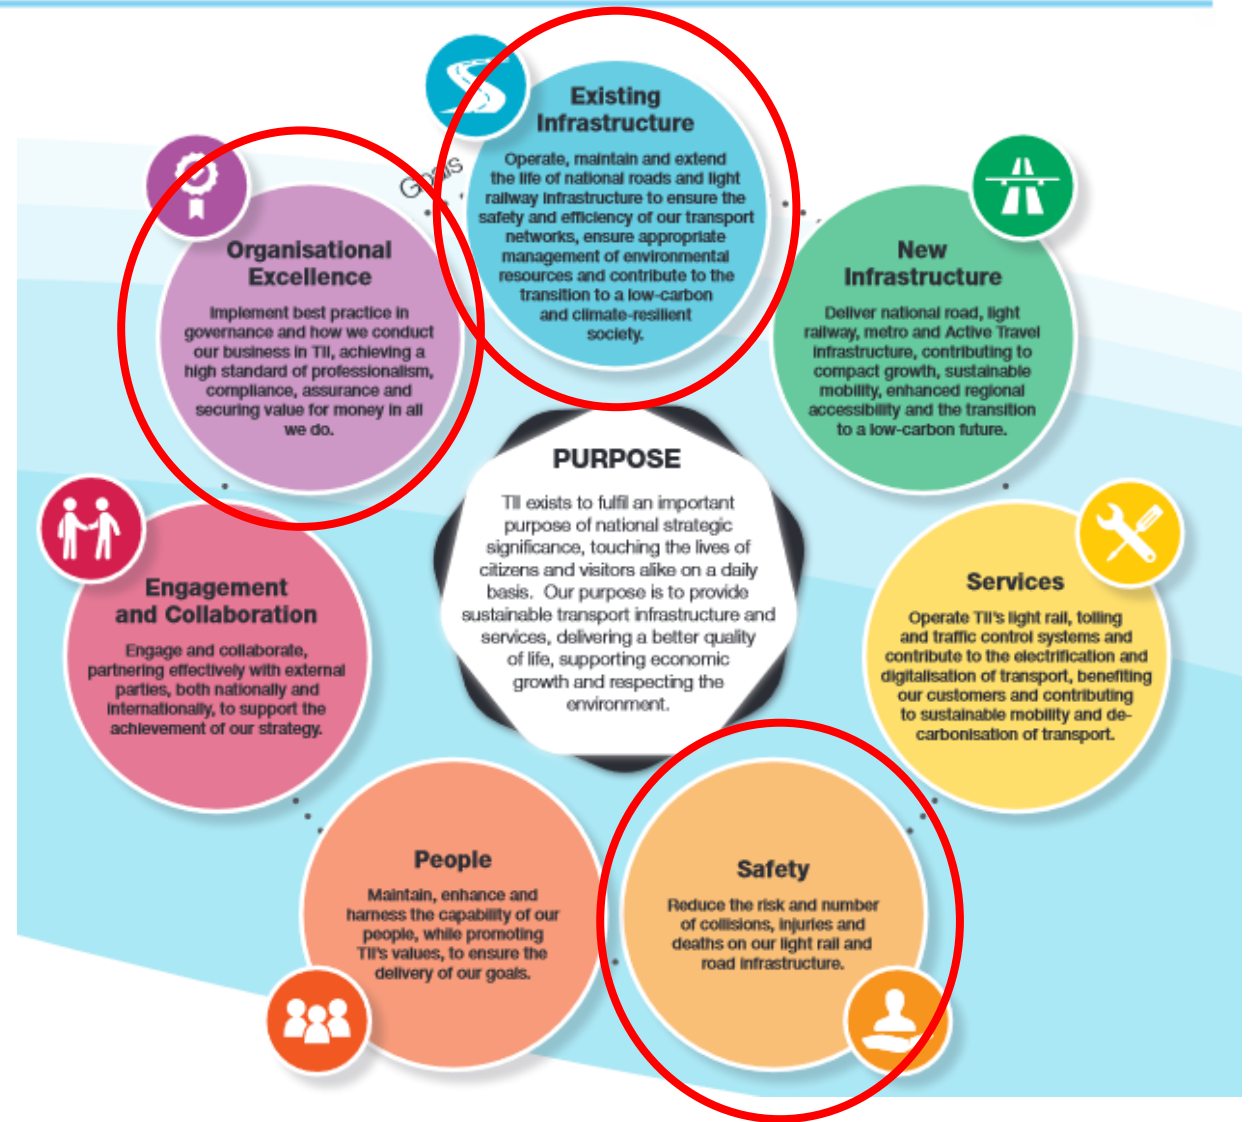 Goals
Existing
Infrastructure
Operate, maintain and extend
the life of national roads and light
railway infrastructure to ensure the
safety and efficiency of our transport
networks, ensure appropriate
management of environmental
resources and contribute to the
transition to a low-carbon
and climate-resilient
society.
Organisational
Excellence
Implement best practice in
governance and how we conduct
our business in TII, achieving a
high standard of professionalism,
compliance, assurance and
securing value for money in all
we do.
New
Infrastructure
Deliver national road, light
railway, metro and Active Travel
infrastructure, contributing to
compact growth, sustainable
mobility, enhanced regional
accessibility and the transition
to a low-carbon future.
PURPOSE
TII exists to fulfil an important
purpose of national strategic
significance, touching the lives of
citizens and visitors alike on a daily
basis. Our purpose is to provide
sustainable transport infrastructure and
services, delivering a better quality
of life, supporting economic
growth and respecting the
environment.
Engagement
and Collaboration
Engage and collaborate,
partnering effectively with external
parties, both nationally and
internationally, to support the
achievement of our strategy.
Services
Operate TII's light rail, tolling
and traffic control systems and
contribute to the electrification and
digitalisation of transport, benefiting
our customers and contributing
to sustainable mobility and de-
carbonisation of transport.
People
Maintain, enhance and
harness the capability of our
people, while promoting
TII's values, to ensure the
delivery of our goals.
Safety
Reduce the risk and number
of collisions, injuries and
deaths on our light rail and
road infrastructure.